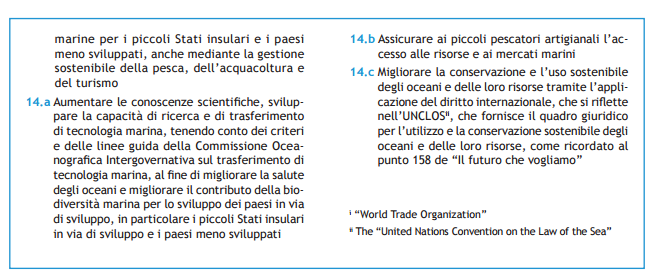 marine per i piccoli Stati insulari e i paesi
meno sviluppati, anche mediante la gestione
sostenibile della pesca, dell'acquacoltura e
del turismo
14.a Aumentare le conoscenze scientifiche, svilup-
pare la capacità di ricerca e di trasferimento
di tecnologia marina, tenendo conto dei criteri
e delle linee guida della Commissione Ocea-
nografica Intergovernativa sul trasferimento di
tecnologia marina, al fine di migliorare la salute
degli oceani e migliorare il contributo della bio-
diversità marina per lo sviluppo dei paesi in via
di sviluppo, in particolare i piccoli Stati insulari
in via di sviluppo e i paesi meno sviluppati
14.b Assicurare ai piccoli pescatori artigianali l'ac-
cesso alle risorse e ai mercati marini
14.c Migliorare la conservazione e l'uso sostenibile
degli oceani e delle loro risorse tramite l'appli-
cazione del diritto internazionale, che si riflette
nell'UNCLOSⁱⁱ, che fornisce il quadro giuridico
per l'utilizzo e la conservazione sostenibile degli
oceani e delle loro risorse, come ricordato al
punto 158 de "Il futuro che vogliamo"
ⁱ "World Trade Organization"
ⁱⁱ The "United Nations Convention on the Law of the Sea"